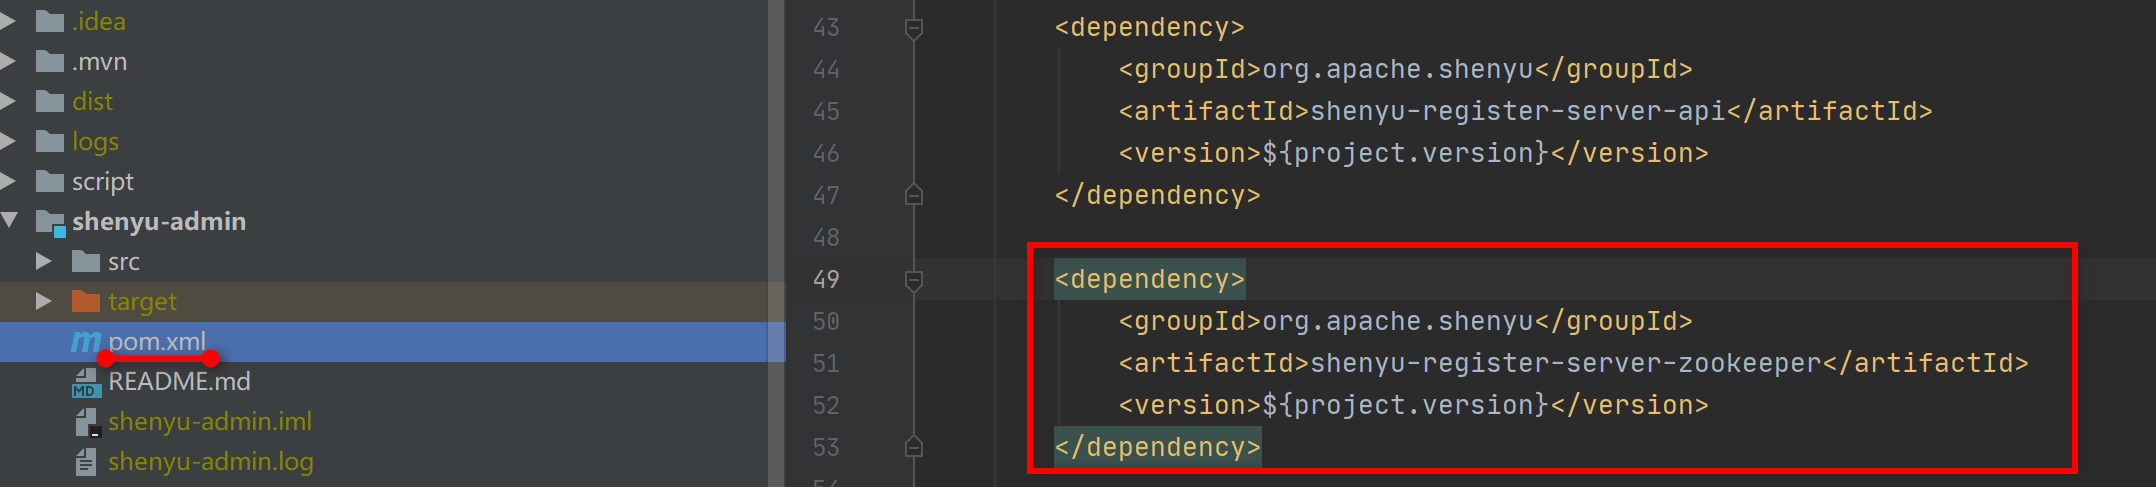 .idea
.mvn
dist
logs
script
shenyu-admin
src
target
m pom.xml
MD README.md
shenyu-admin.iml
shenyu-admin.log
43 <dependency>
44 <groupId>org.apache.shenyu</groupId>
45 <artifactId>shenyu-register-server-api</artifactId>
46 <version>${project.version}</version>
47 </dependency>
48
49 <dependency>
50 <groupId>org.apache.shenyu</groupId>
51 <artifactId>shenyu-register-server-zookeeper</artifactId>
52 <version>${project.version}</version>
53 </dependency>